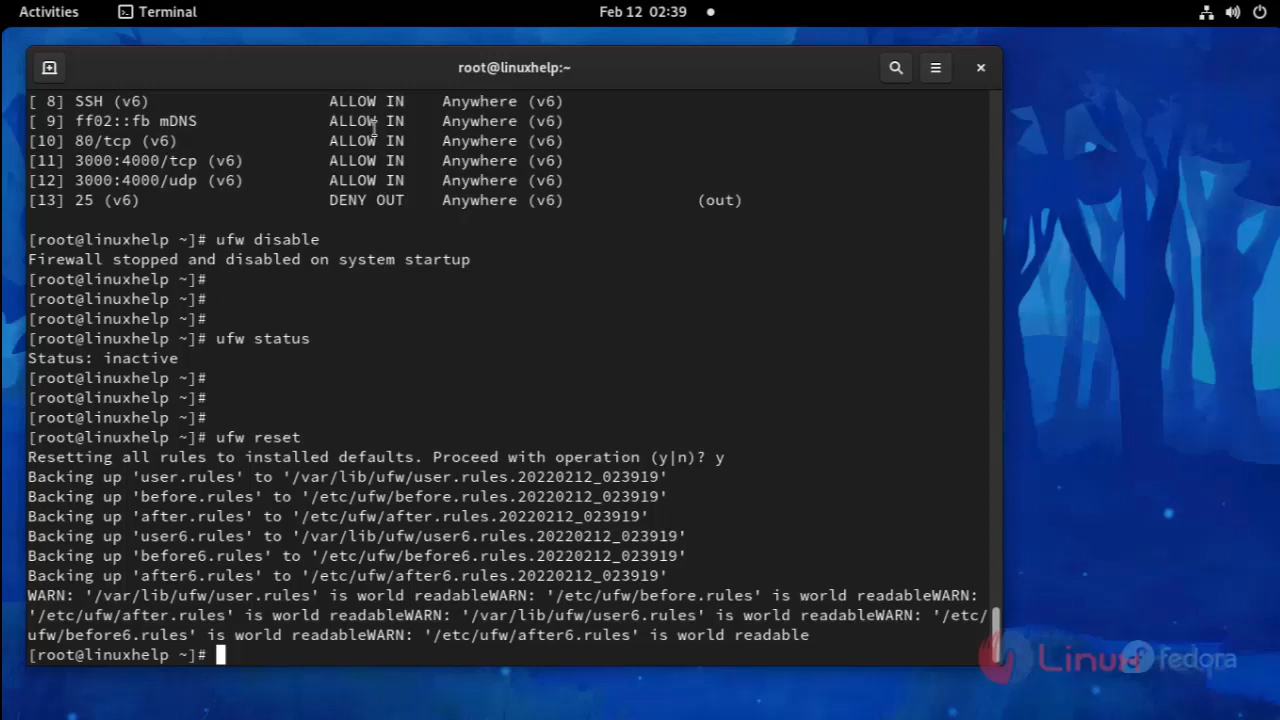 Activities Terminal Feb 12 02:39
root@linuxhelp:~
[ 8] SSH (v6) ALLOW IN Anywhere (v6)
[ 9] ff02::fb mDNS ALLOW IN Anywhere (v6)
[10] 80/tcp (v6) ALLOW IN Anywhere (v6)
[11] 3000:4000/tcp (v6) ALLOW IN Anywhere (v6)
[12] 3000:4000/udp (v6) ALLOW IN Anywhere (v6)
[13] 25 (v6) DENY OUT Anywhere (v6) (out)
[root@linuxhelp ~]# ufw disable
Firewall stopped and disabled on system startup
[root@linuxhelp ~]#
[root@linuxhelp ~]#
[root@linuxhelp ~]#
[root@linuxhelp ~]# ufw status
Status: inactive
[root@linuxhelp ~]#
[root@linuxhelp ~]#
[root@linuxhelp ~]#
[root@linuxhelp ~]# ufw reset
Resetting all rules to installed defaults. Proceed with operation (y|n)? y
Backing up 'user.rules' to '/var/lib/ufw/user.rules.20220212_023919'
Backing up 'before.rules' to '/etc/ufw/before.rules.20220212_023919'
Backing up 'after.rules' to '/etc/ufw/after.rules.20220212_023919'
Backing up 'user6.rules' to '/var/lib/ufw/user6.rules.20220212_023919'
Backing up 'before6.rules' to '/etc/ufw/before6.rules.20220212_023919'
Backing up 'after6.rules' to '/etc/ufw/after6.rules.20220212_023919'
WARN: '/var/lib/ufw/user.rules' is world readableWARN: '/etc/ufw/before.rules' is world readableWARN:
'/etc/ufw/after.rules' is world readableWARN: '/var/lib/ufw/user6.rules' is world readableWARN: '/etc/
ufw/before6.rules' is world readableWARN: '/etc/ufw/after6.rules' is world readable
[root@linuxhelp ~]#
Linux fedora